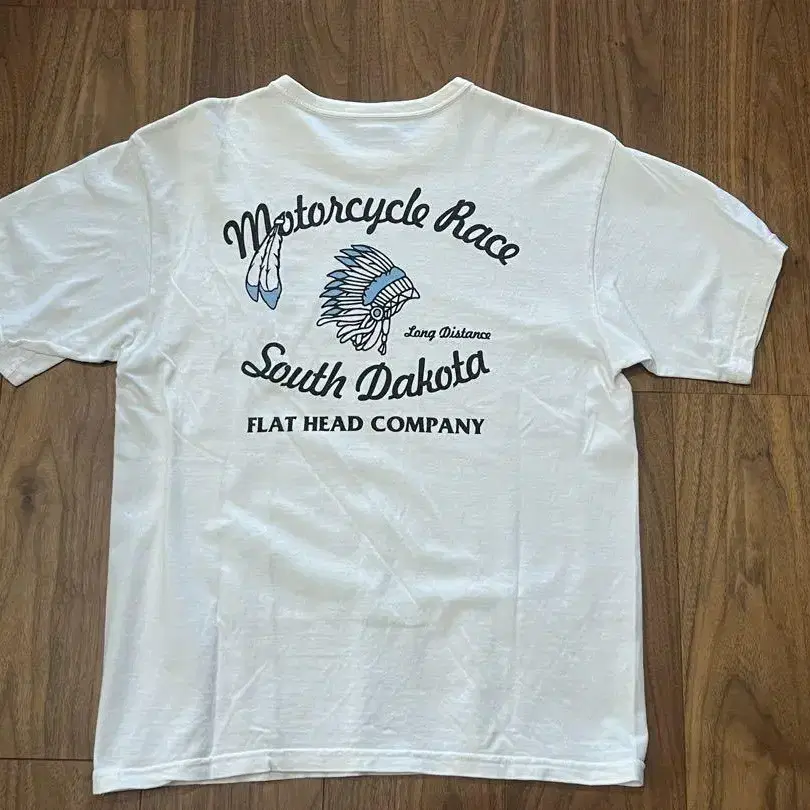 Motorcycle Race
Long Distance
South Dakota
FLAT HEAD COMPANY